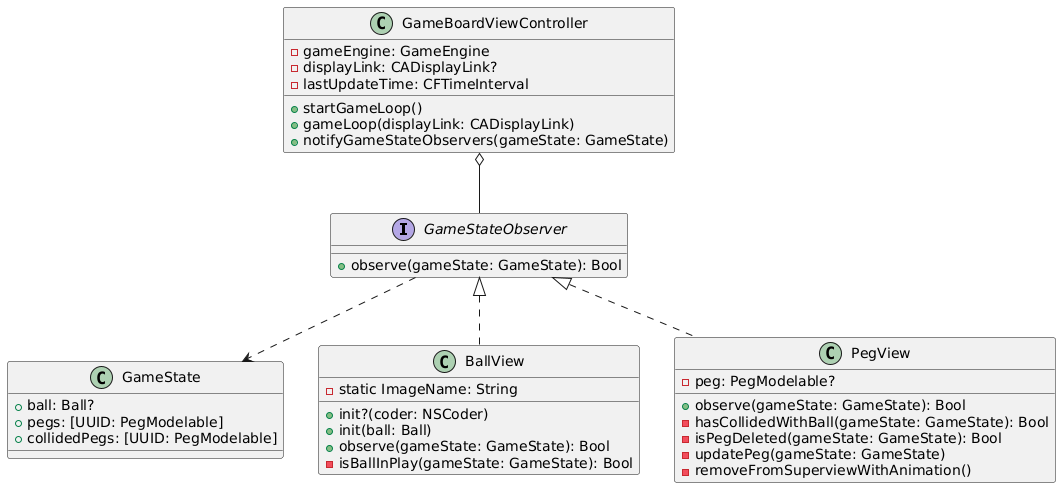 C GameBoardViewController
gameEngine: GameEngine
displayLink: CADisplayLink?
lastUpdateTime: CFTimeInterval
startGameLoop()
gameLoop(displayLink: CADisplayLink)
notifyGameStateObservers(gameState: GameState)
I GameStateObserver
observe(gameState: GameState): Bool
C GameState
ball: Ball?
pegs: [UUID: PegModelable]
collidedPegs: [UUID: PegModelable]
C BallView
static ImageName: String
init?(coder: NSCoder)
init(ball: Ball)
observe(gameState: GameState): Bool
isBallInPlay(gameState: GameState): Bool
C PegView
peg: PegModelable?
observe(gameState: GameState): Bool
hasCollidedWithBall(gameState: GameState): Bool
isPegDeleted(gameState: GameState): Bool
updatePeg(gameState: GameState)
removeFromSuperviewWithAnimation()